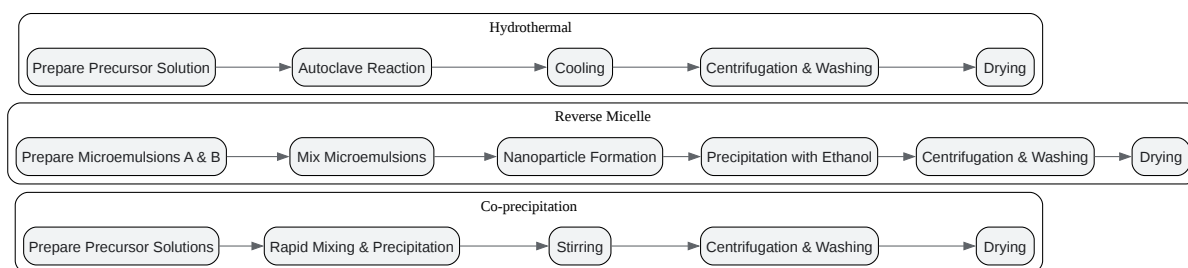 Hydrothermal
Prepare Precursor Solution
Autoclave Reaction
Cooling
Centrifugation & Washing
Drying
Reverse Micelle
Prepare Microemulsions A & B
Mix Microemulsions
Nanoparticle Formation
Precipitation with Ethanol
Centrifugation & Washing
Drying
Co-precipitation
Prepare Precursor Solutions
Rapid Mixing & Precipitation
Stirring
Centrifugation & Washing
Drying